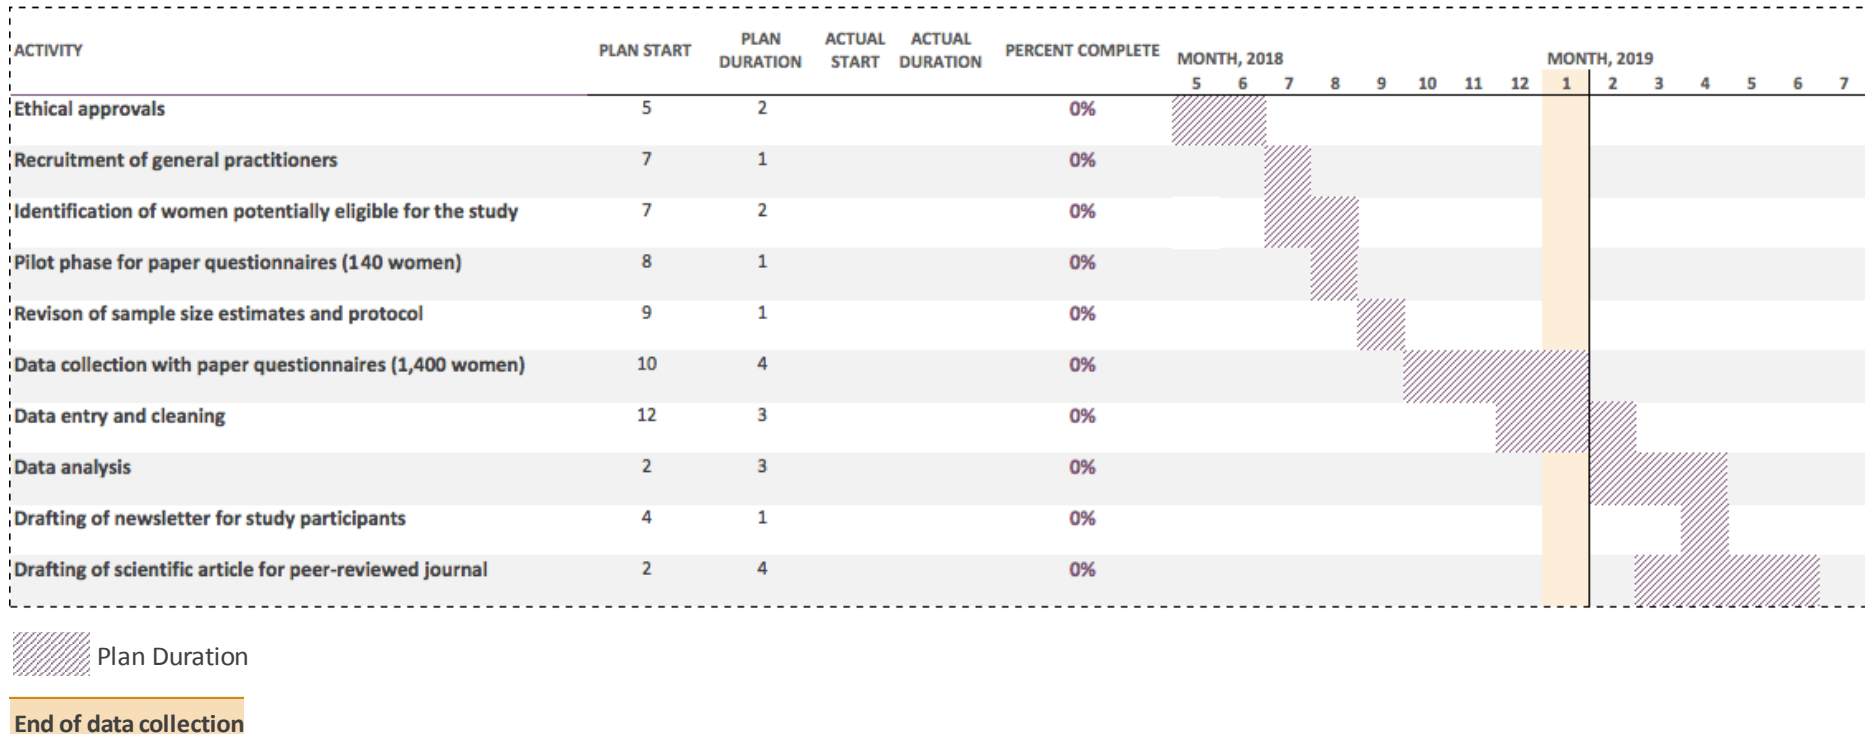 ACTIVITY PLAN START PLAN DURATION ACTUAL START ACTUAL DURATION PERCENT COMPLETE MONTH, 2018 MONTH, 2019
5 6 7 8 9 10 11 12 1 2 3 4 5 6 7
Ethical approvals 5 2 0%
Recruitment of general practitioners 7 1 0%
Identification of women potentially eligible for the study 7 2 0%
Pilot phase for paper questionnaires (140 women) 8 1 0%
Revison of sample size estimates and protocol 9 1 0%
Data collection with paper questionnaires (1,400 women) 10 4 0%
Data entry and cleaning 12 3 0%
Data analysis 2 3 0%
Drafting of newsletter for study participants 4 1 0%
Drafting of scientific article for peer-reviewed journal 2 4 0%
Plan Duration
End of data collection